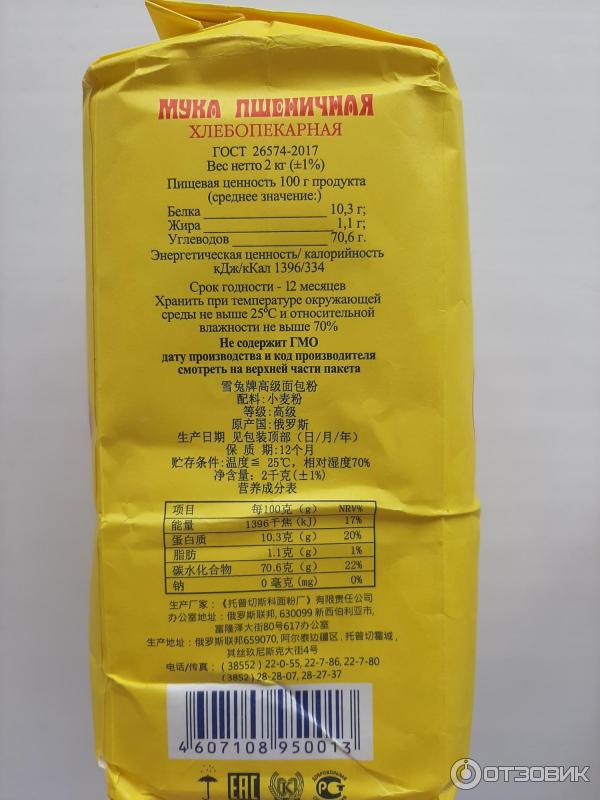 МУКА ПШЕНИЧНАЯ
ХЛЕБОПЕКАРНАЯ
ГОСТ 26574-2017
Вес нетто 2 кг (±1%)
Пищевая ценность 100 г продукта
(среднее значение:)
Белка 10,3 г;
Жира 1,1 г;
Углеводов 70,6 г.
Энергетическая ценность/ калорийность
кДж/кКал 1396/334
Срок годности - 12 месяцев
Хранить при температуре окружающей
среды не выше 25°С и относительной
влажности не выше 70%
Не содержит ГМО
дату производства и код производителя
смотреть на верхней части пакета
雪兔牌高级面包粉
配料:小麦粉
等级:高级
原产国:俄罗斯
生产日期 见包装顶部（日/月/年）
保 质 期:12个月
贮存条件:温度≦ 25℃, 相对湿度70%
净含量: 2千克(±1%)
营养成分表
项目 每100克 (g) NRV%
能量 1396千焦 (kJ) 17%
蛋白质 10,3克 (g) 20%
脂肪 1.1克 (g) 1%
碳水化合物 70.6克 (g) 22%
钠 0 毫克 (mg) 0%
生产厂家: 《托普切斯科面粉厂》有限责任公司
办公室地址: 俄罗斯联邦, 630099 新西伯利亚市,
富隆泽大街80号617办公室
生产地址: 俄罗斯联邦659070, 阿尔泰边疆区, 托普切霍城,
其丝玖尼斯克大街4号
电话/传真: (38552) 22-0-55, 22-7-86, 22-7-80
(3852) 28-28-07, 28-27-37
4 607108 950013
ЕАС
ДОБРОВОЛЬНАЯ
ОТЗОВИК